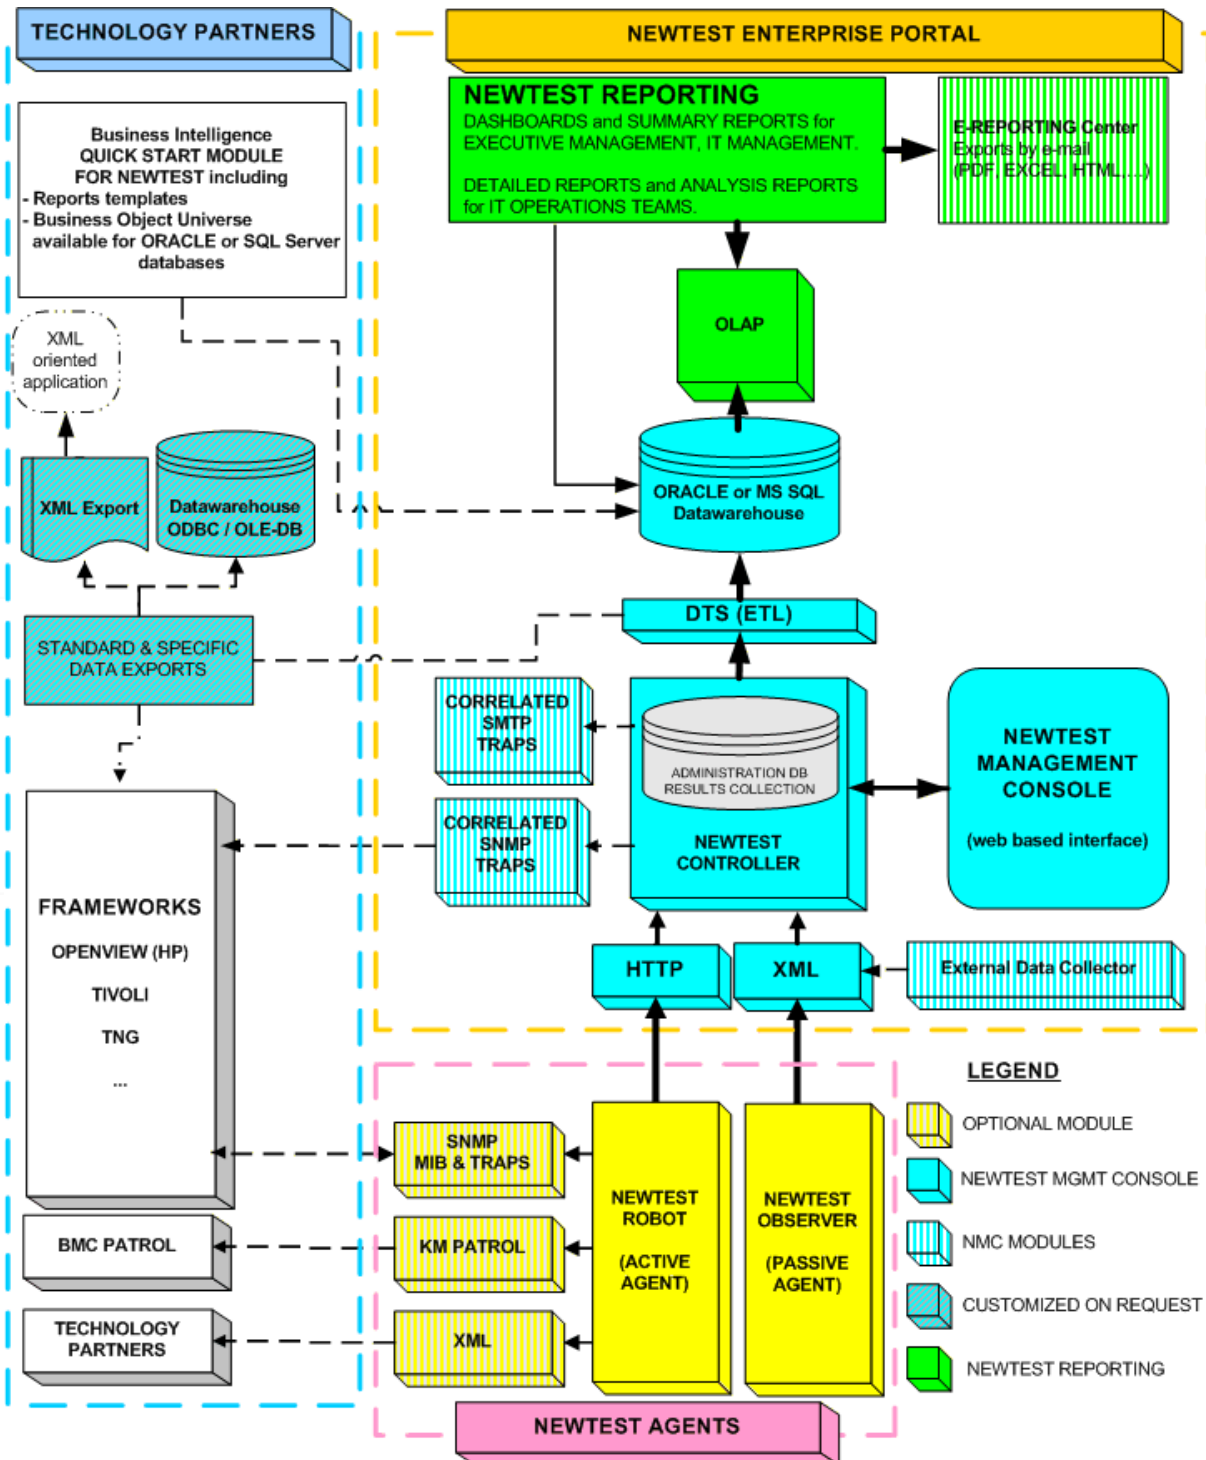 TECHNOLOGY PARTNERS
NEWTEST ENTERPRISE PORTAL
Business Intelligence
QUICK START MODULE
FOR NEWTEST including
- Reports templates
- Business Object Universe
available for ORACLE or SQL Server
databases
NEWTEST REPORTING
DASHBOARDS and SUMMARY REPORTS for
EXECUTIVE MANAGEMENT, IT MANAGEMENT.
DETAILED REPORTS and ANALYSIS REPORTS
for IT OPERATIONS TEAMS.
E-REPORTING Center
Exports by e-mail
(PDF, EXCEL, HTML,...)
OLAP
XML
oriented
application
XML Export
Datawarehouse
ODBC / OLE-DB
ORACLE or MS SQL
Datawarehouse
DTS (ETL)
STANDARD & SPECIFIC
DATA EXPORTS
CORRELATED
SMTP
TRAPS
ADMINISTRATION DB
RESULTS COLLECTION
NEWTEST
CONTROLLER
NEWTEST
MANAGEMENT
CONSOLE
(web based interface)
CORRELATED
SNMP
TRAPS
FRAMEWORKS
OPENVIEW (HP)
TIVOLI
TNG
...
HTTP
XML
External Data Collector
SNMP
MIB & TRAPS
KM PATROL
XML
NEWTEST
ROBOT
(ACTIVE
AGENT)
NEWTEST
OBSERVER
(PASSIVE
AGENT)
BMC PATROL
TECHNOLOGY
PARTNERS
NEWTEST AGENTS
LEGEND
OPTIONAL MODULE
NEWTEST MGMT CONSOLE
NMC MODULES
CUSTOMIZED ON REQUEST
NEWTEST REPORTING